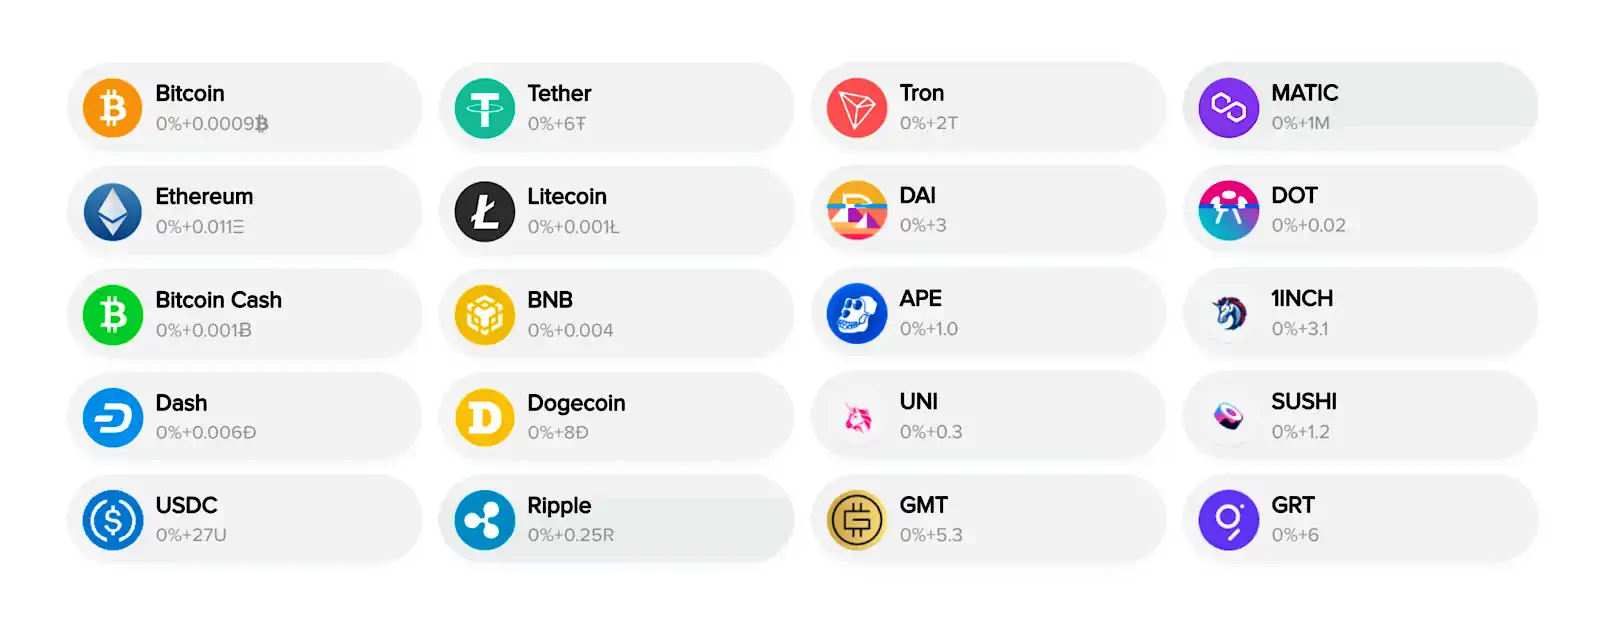 Bitcoin
0%+0.0009฿
Tether
0%+6₮
Tron
0%+2T
MATIC
0%+1M
Ethereum
0%+0.011Ξ
Litecoin
0%+0.001Ł
DAI
0%+3
DOT
0%+0.02
Bitcoin Cash
0%+0.001Ƀ
BNB
0%+0.004
APE
0%+1.0
1INCH
0%+3.1
Dash
0%+0.006Đ
Dogecoin
0%+8Đ
UNI
0%+0.3
SUSHI
0%+1.2
USDC
0%+27U
Ripple
0%+0.25R
GMT
0%+5.3
GRT
0%+6